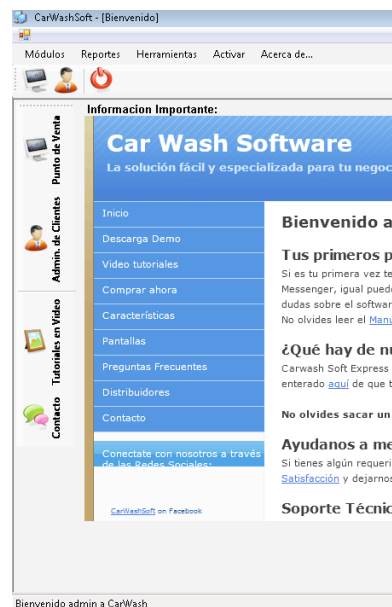 CarWashSoft - [Bienvenido]
Módulos Reportes Herramientas Activar Acerca de...
Informacion Importante:
Punto de Venta
Admin. de Clientes
Tutoriales en Video
Contacto
Car Wash Software
La solución fácil y especializada para tu negoc
Inicio
Descarga Demo
Video tutoriales
Comprar ahora
Características
Pantallas
Preguntas Frecuentes
Distribuidores
Contacto
Conectate con nosotros a través
de las Redes Sociales:
CarWashSoft on Facebook
Bienvenido a
Tus primeros p
Si es tu primera vez te
Messenger, igual pued
dudas sobre el softwar
No olvides leer el Manu
¿Qué hay de nu
Carwash Soft Express
enterado aquí de que t
No olvides sacar un
Ayudanos a me
Si tienes algún requeri
Satisfacción y dejarnos
Soporte Técnic
Bienvenido admin a CarWash